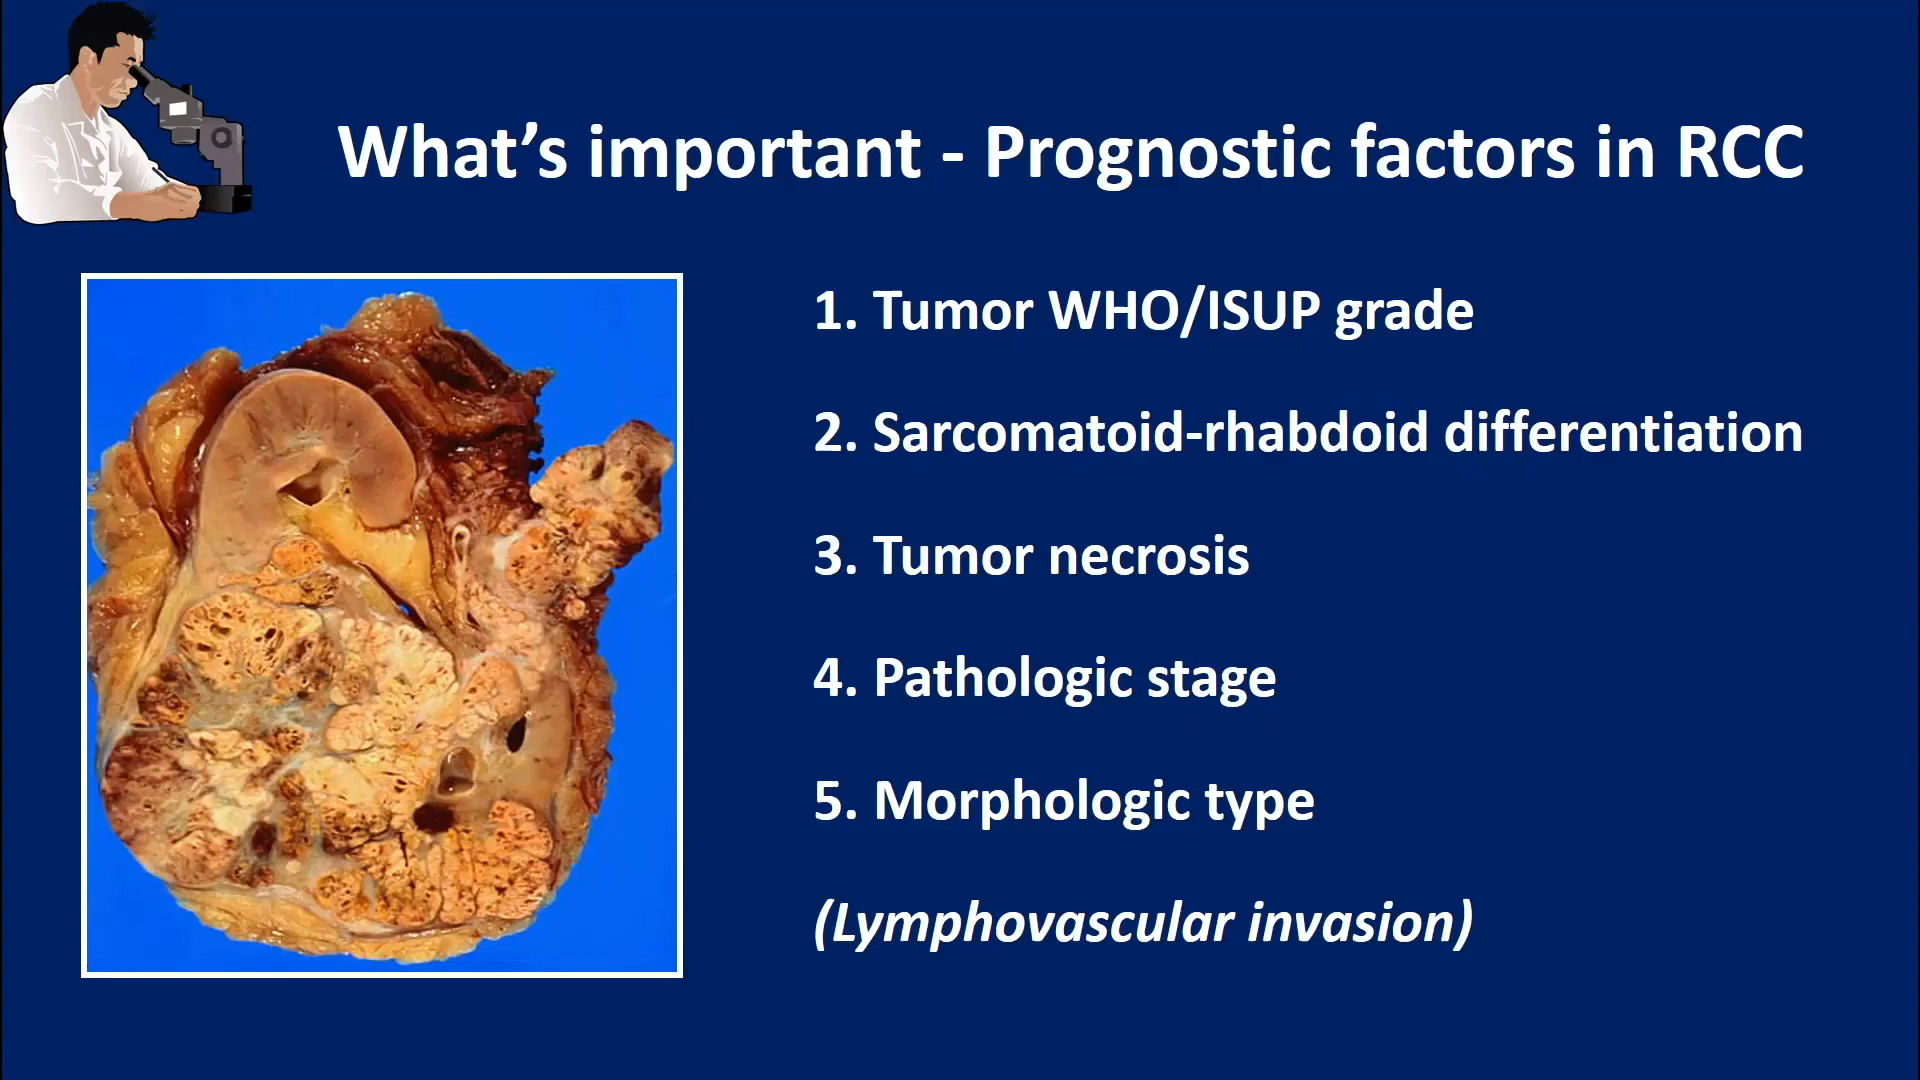 What’s important - Prognostic factors in RCC
1. Tumor WHO/ISUP grade
2. Sarcomatoid-rhabdoid differentiation
3. Tumor necrosis
4. Pathologic stage
5. Morphologic type
(Lymphovascular invasion)